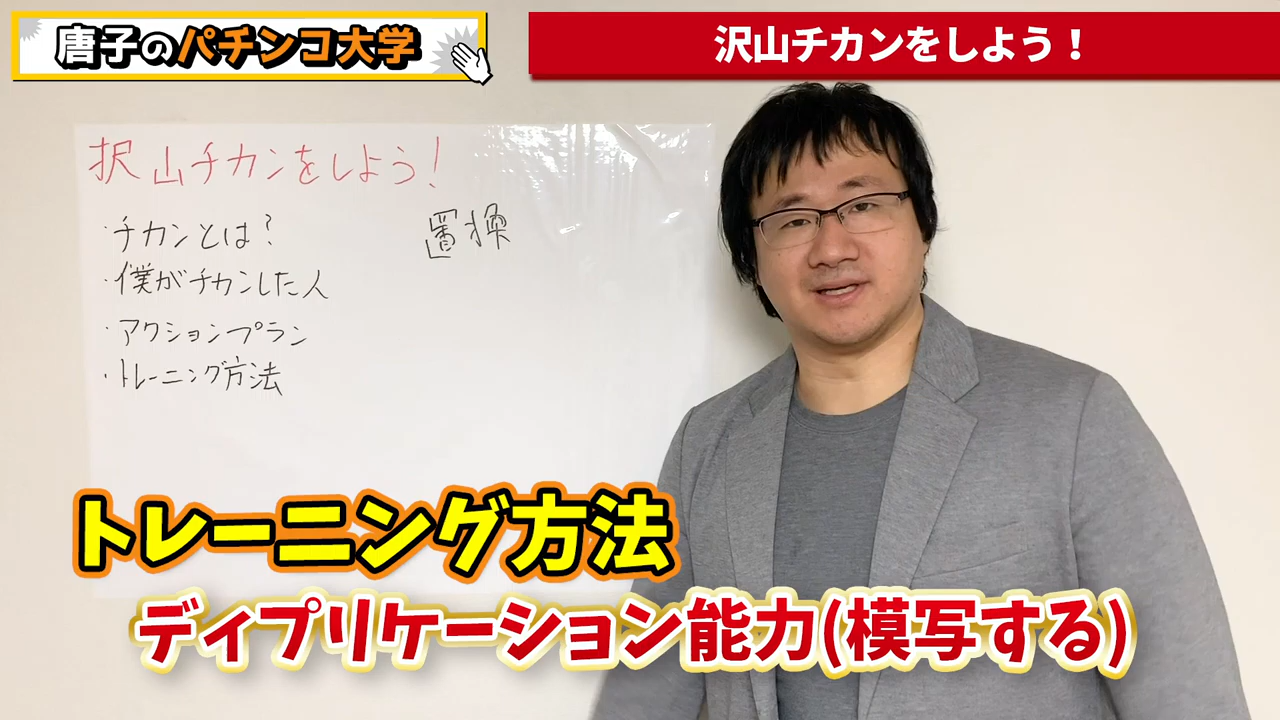 唐子のパチンコ大学
沢山チカンをしよう！
沢山チカンをしよう！
・チカンとは？
置換
・僕がチカンした人
・アクションプラン
・トレーニング方法
トレーニング方法
ディプリケーション能力(模写する)